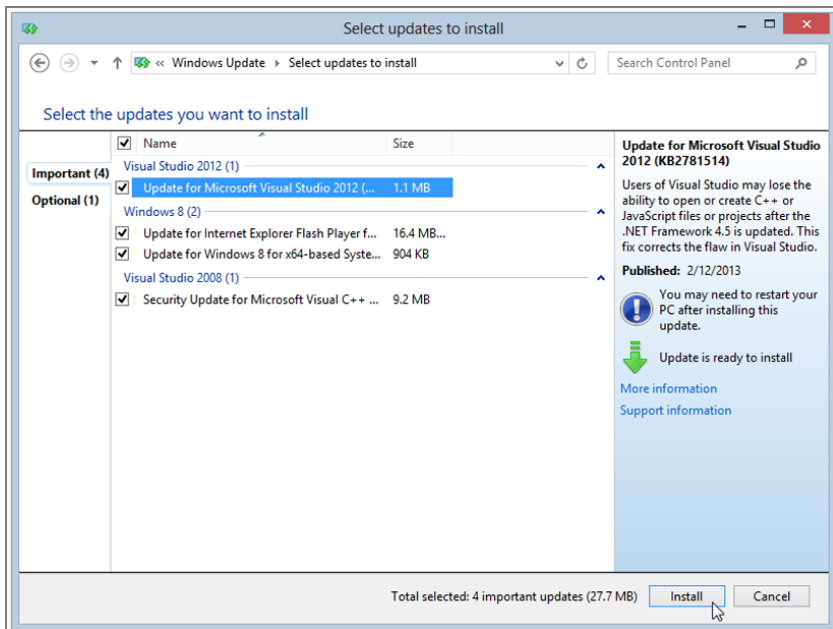 Select updates to install
« Windows Update ▸ Select updates to install
Search Control Panel
Select the updates you want to install
Important (4)
Optional (1)
Name Size
Visual Studio 2012 (1)
Update for Microsoft Visual Studio 2012 (... 1.1 MB
Windows 8 (2)
Update for Internet Explorer Flash Player f... 16.4 MB...
Update for Windows 8 for x64-based Syste... 904 KB
Visual Studio 2008 (1)
Security Update for Microsoft Visual C++ ... 9.2 MB
Update for Microsoft Visual Studio
2012 (KB2781514)
Users of Visual Studio may lose the
ability to open or create C++ or
JavaScript files or projects after the
.NET Framework 4.5 is updated. This
fix corrects the flaw in Visual Studio.
Published: 2/12/2013
You may need to restart your
PC after installing this
update.
Update is ready to install
More information
Support information
Total selected: 4 important updates (27.7 MB)
Install
Cancel